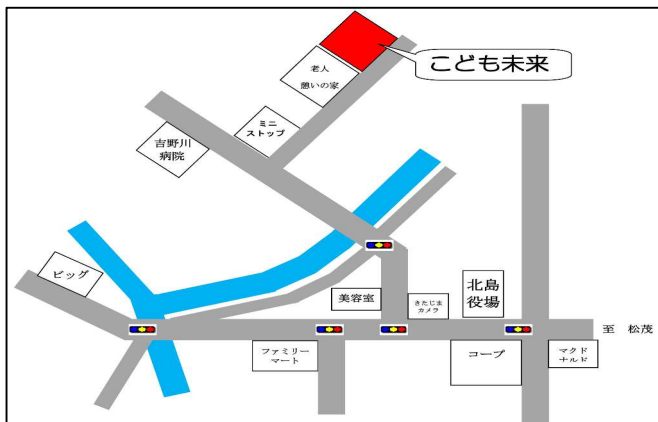 こども未来
老人
憩いの家
ミニ
ストップ
吉野川
病院
ビッグ
美容室
きたじま
カメラ
北島
役場
至 松茂
ファミリー
マート
コープ
マクド
ナルド